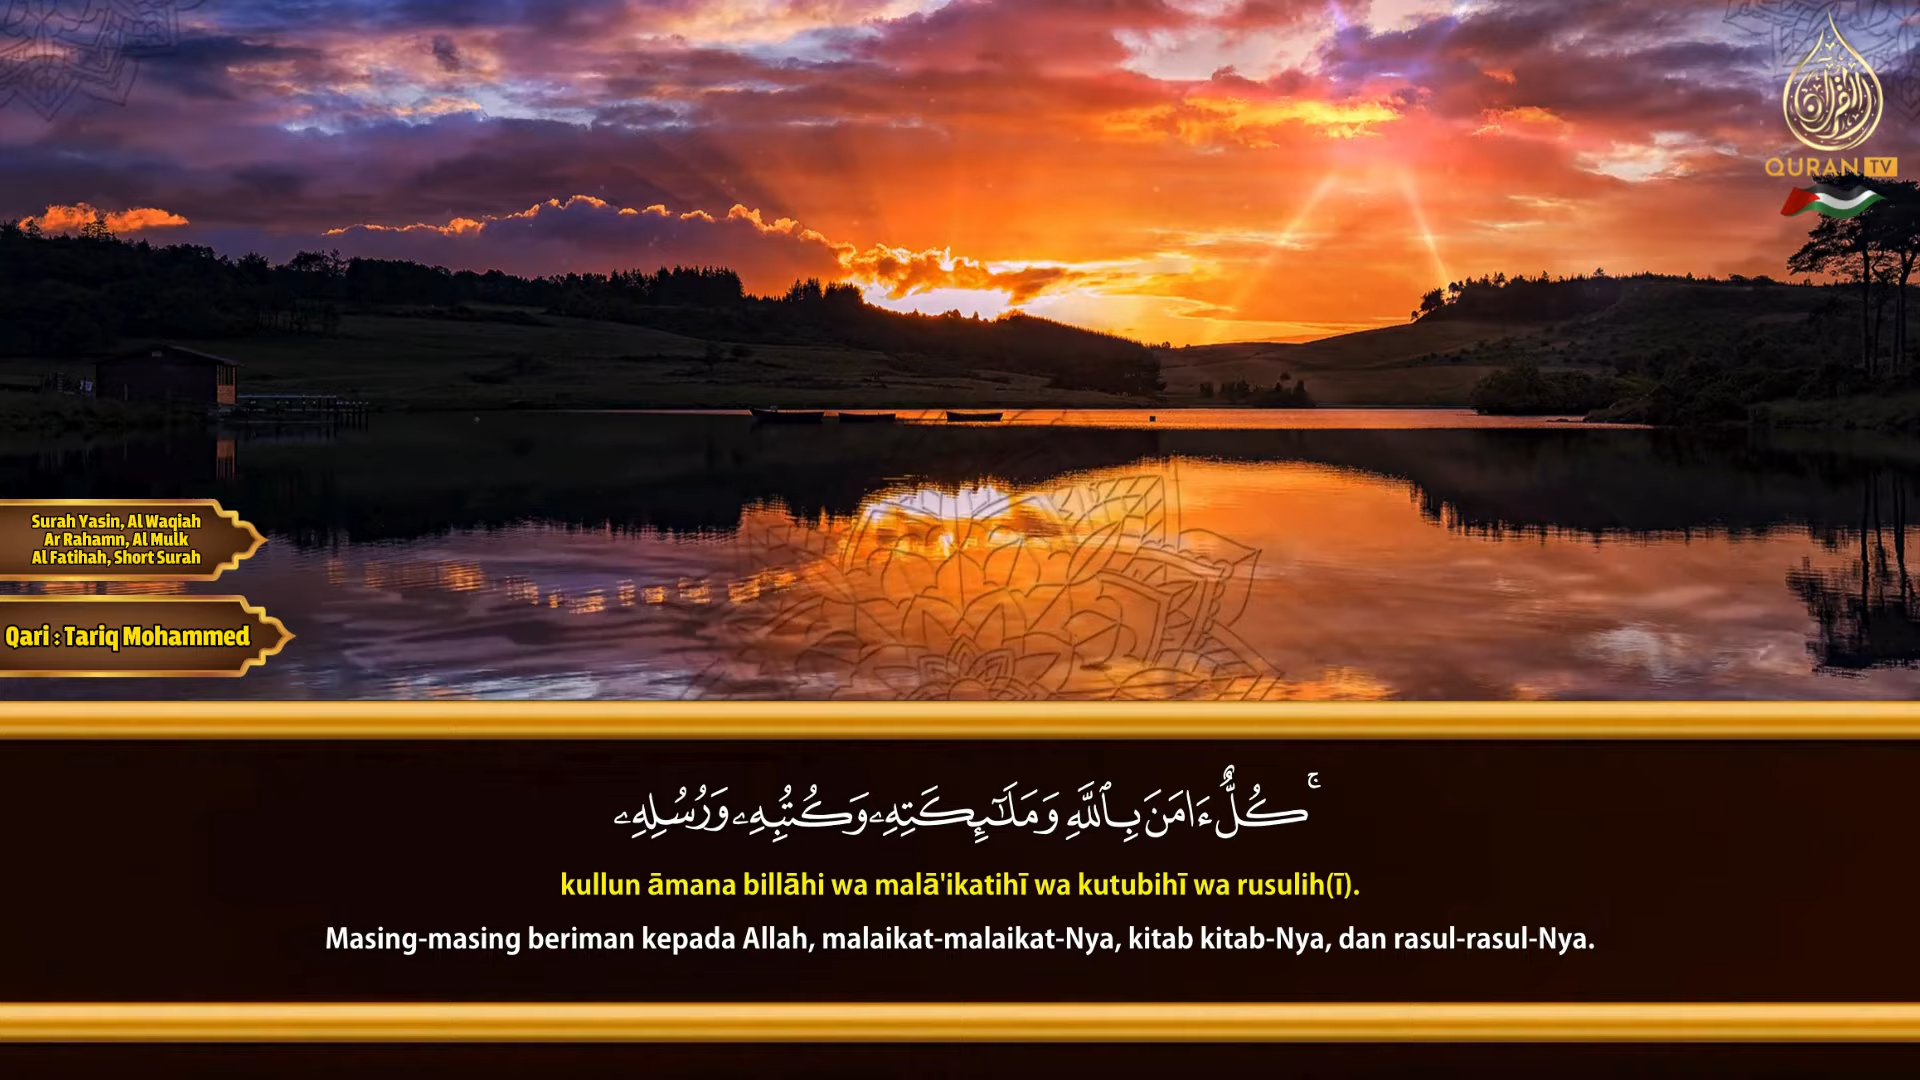 القرآن
QURAN TV
Surah Yasin, Al Waqiah
Ar Rahamn, Al Mulk
Al Fatihah, Short Surah
Qari : Tariq Mohammed
كُلٌّ ءَامَنَ بِٱللَّهِ وَمَلَـٰٓئِكَتِهِۦ وَكُتُبِهِۦ وَرُسُلِهِۦ ۚ
kullun āmana billāhi wa malā'ikatihī wa kutubihī wa rusulih(ī).
Masing-masing beriman kepada Allah, malaikat-malaikat-Nya, kitab kitab-Nya, dan rasul-rasul-Nya.